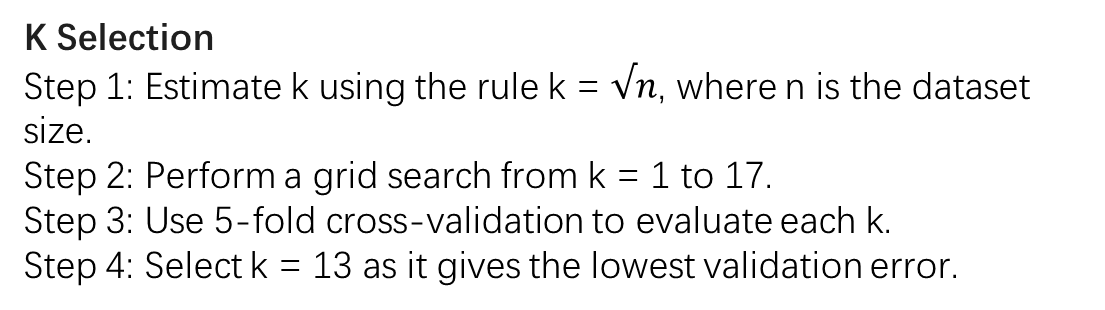 K Selection
Step 1: Estimate k using the rule k = √n, where n is the dataset
size.
Step 2: Perform a grid search from k = 1 to 17.
Step 3: Use 5-fold cross-validation to evaluate each k.
Step 4: Select k = 13 as it gives the lowest validation error.